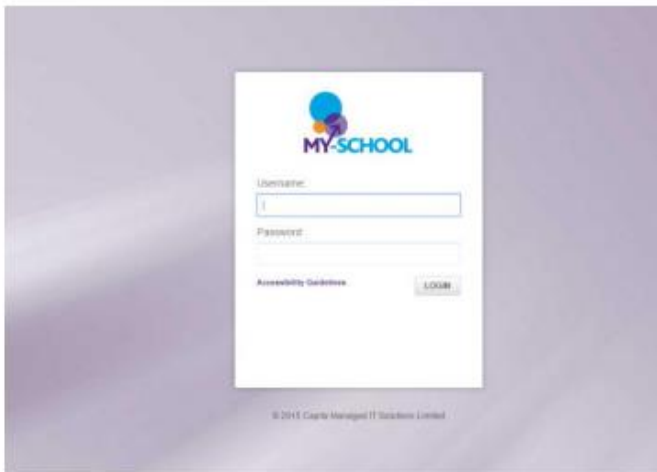 MY-SCHOOL
Username:
Password:
Accessibility Guidelines
LOGIN
© 2015 Capita Managed IT Solutions Limited